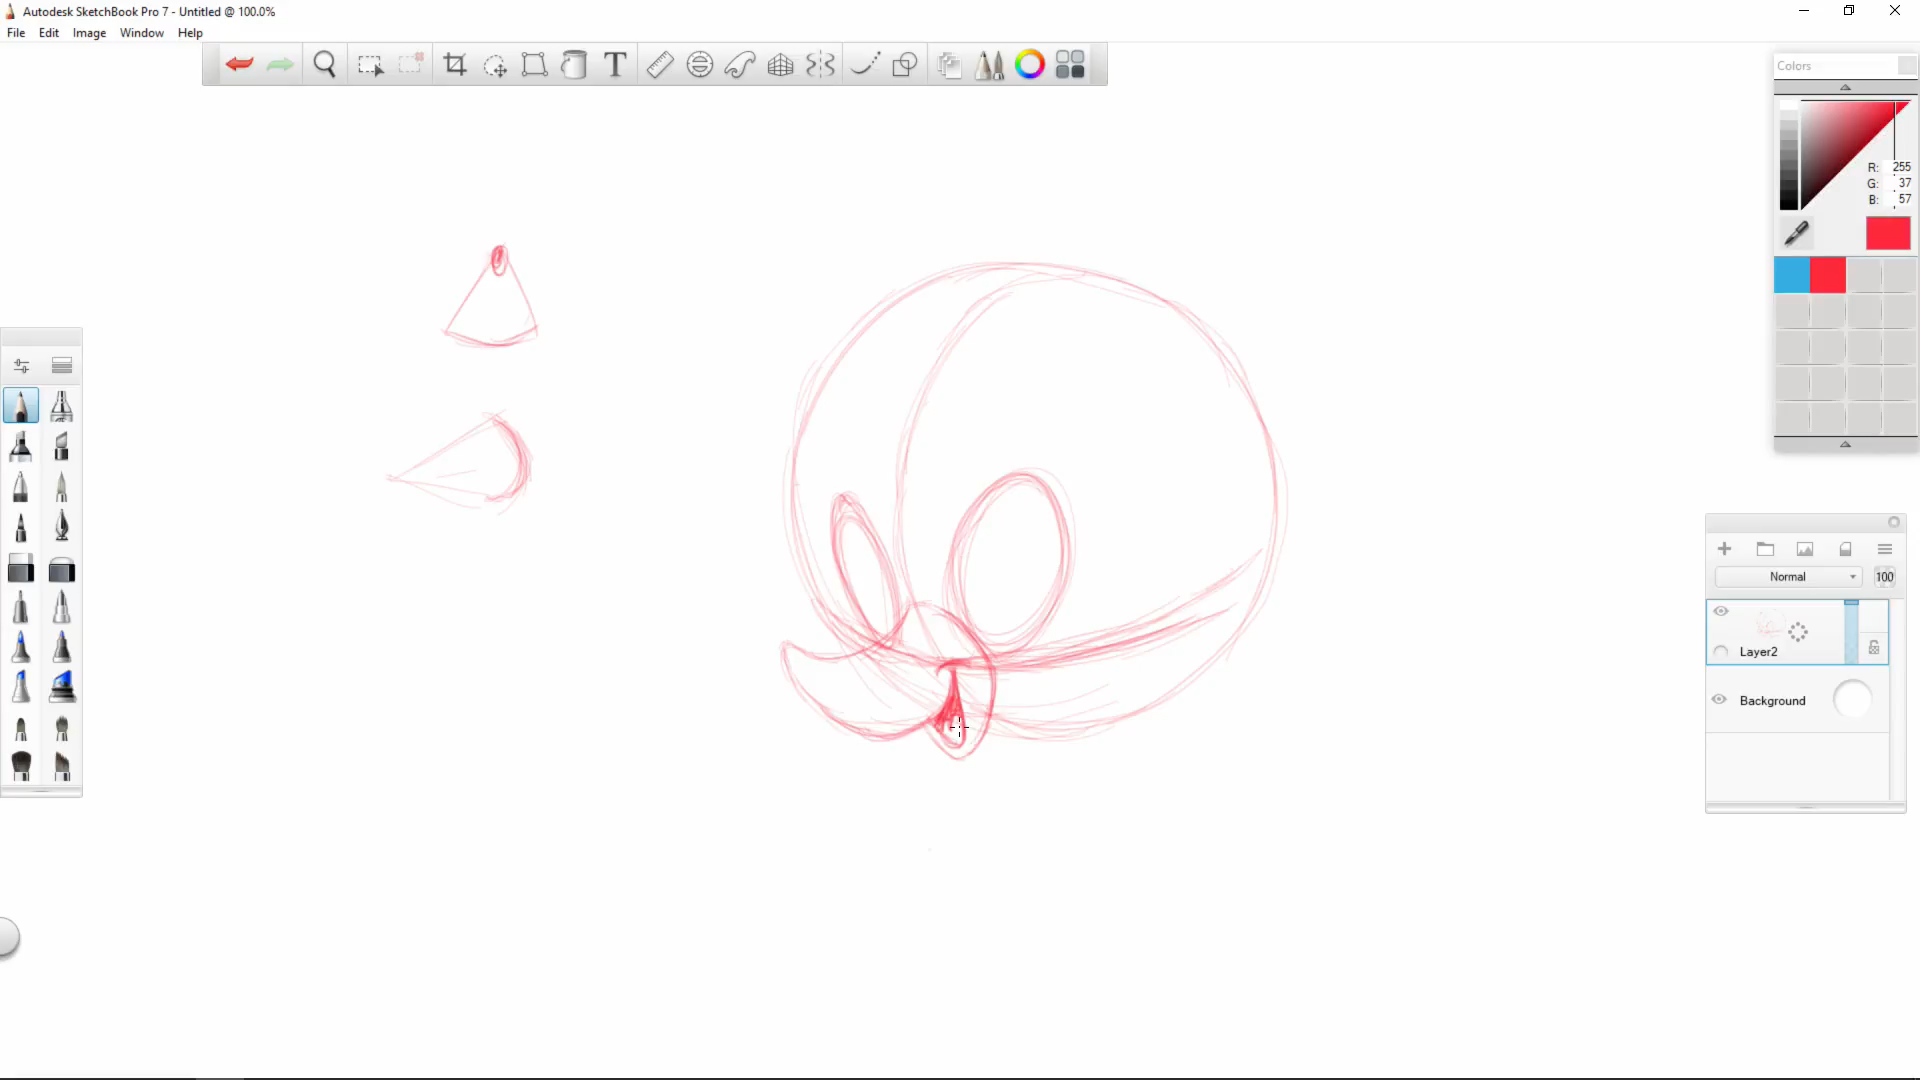 Autodesk SketchBook Pro 7 - Untitled @ 100.0%
File Edit Image Window Help
T
Colors
R: 255
G: 37
B: 57
Normal 100
Layer2
Background